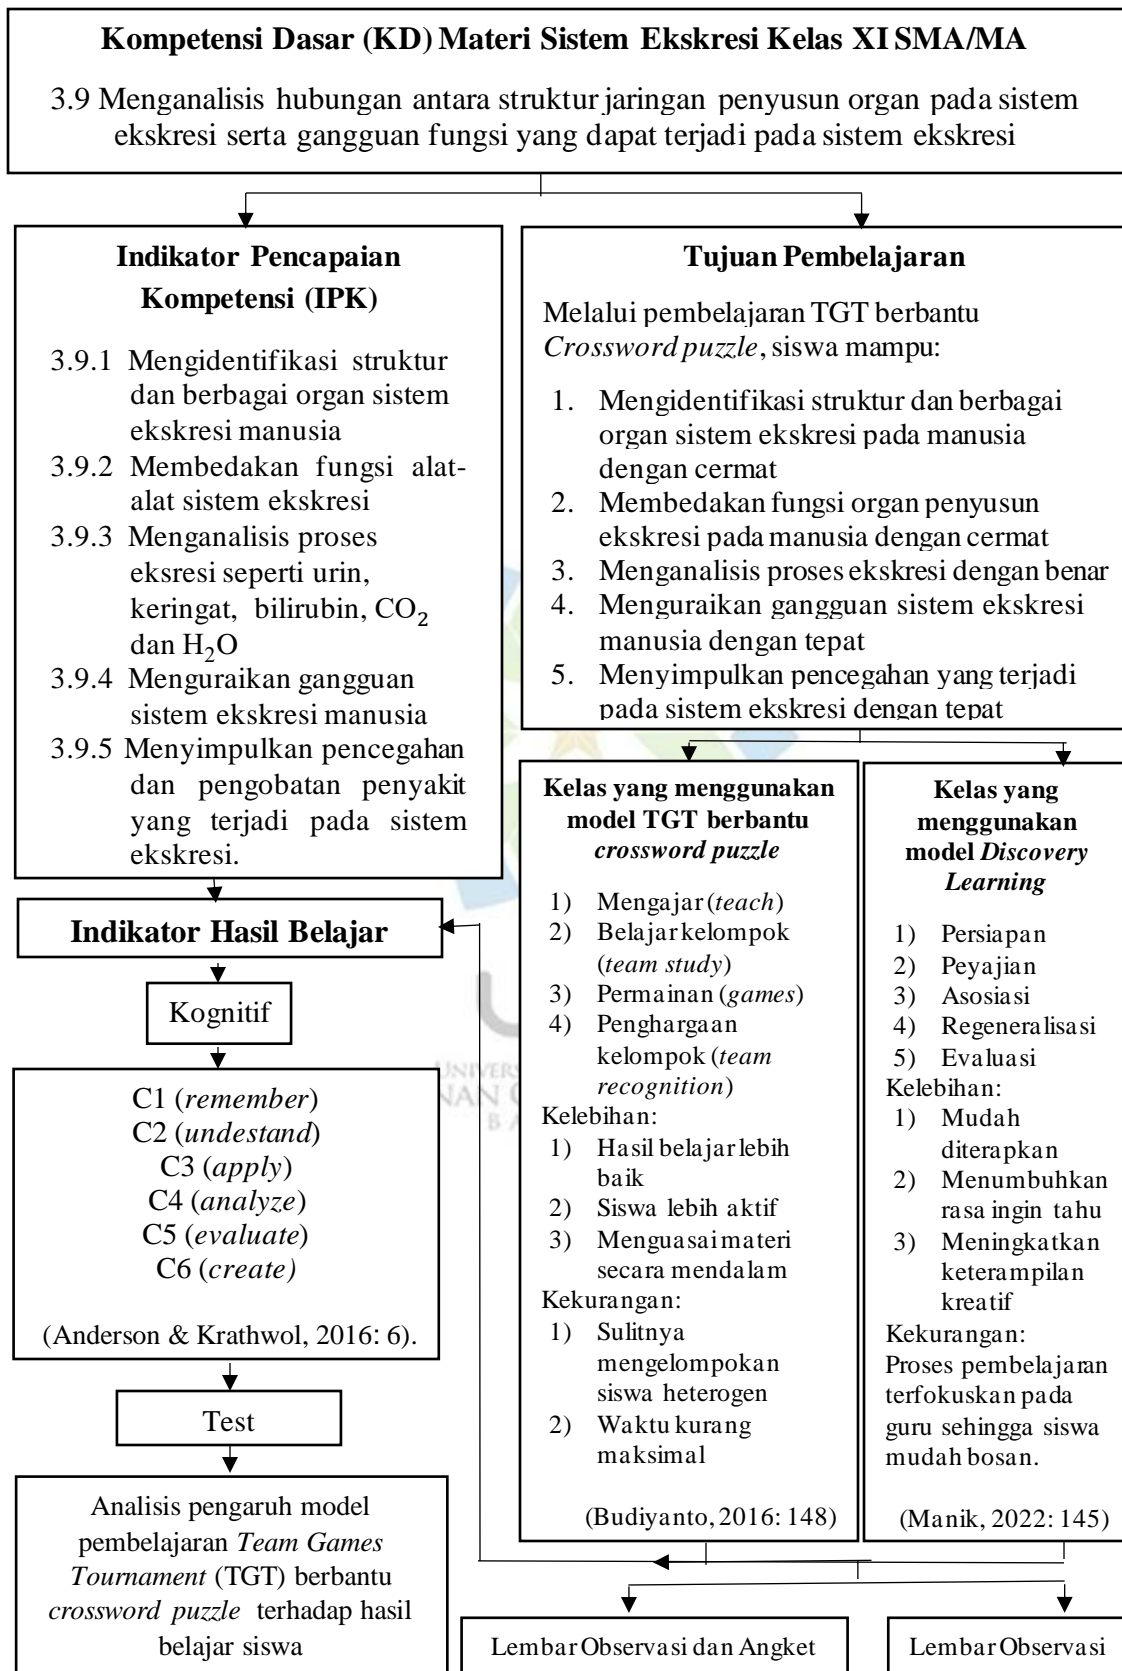 Kompetensi Dasar (KD) Materi Sistem Ekskresi Kelas XI SMA/MA
3.9 Menganalisis hubungan antara struktur jaringan penyusun organ pada sistem
ekskresi serta gangguan fungsi yang dapat terjadi pada sistem ekskresi
Indikator Pencapaian
Kompetensi (IPK)
3.9.1 Mengidentifikasi struktur
dan berbagai organ sistem
ekskresi manusia
3.9.2 Membedakan fungsi alat-
alat sistem ekskresi
3.9.3 Menganalisis proses
eksresi seperti urin,
keringat, bilirubin, CO₂
dan H₂O
3.9.4 Menguraikan gangguan
sistem ekskresi manusia
3.9.5 Menyimpulkan pencegahan
dan pengobatan penyakit
yang terjadi pada sistem
ekskresi.
Tujuan Pembelajaran
Melalui pembelajaran TGT berbantu
Crossword puzzle, siswa mampu:
1. Mengidentifikasi struktur dan berbagai
organ sistem ekskresi pada manusia
dengan cermat
2. Membedakan fungsi organ penyusun
ekskresi pada manusia dengan cermat
3. Menganalisis proses ekskresi dengan benar
4. Menguraikan gangguan sistem ekskresi
manusia dengan tepat
5. Menyimpulkan pencegahan yang terjadi
pada sistem ekskresi dengan tepat
Kelas yang menggunakan
model TGT berbantu
crossword puzzle
1) Mengajar (teach)
2) Belajar kelompok
(team study)
3) Permainan (games)
4) Penghargaan
kelompok (team
recognition)
Kelebihan:
1) Hasil belajar lebih
baik
2) Siswa lebih aktif
3) Menguasai materi
secara mendalam
Kekurangan:
1) Sulitnya
mengelompokan
siswa heterogen
2) Waktu kurang
maksimal
(Budiyanto, 2016: 148)
Kelas yang
menggunakan
model Discovery
Learning
1) Persiapan
2) Peyajian
3) Asosiasi
4) Regeneralisasi
5) Evaluasi
Kelebihan:
1) Mudah
diterapkan
2) Menumbuhkan
rasa ingin tahu
3) Meningkatkan
keterampilan
kreatif
Kekurangan:
Proses pembelajaran
terfokuskan pada
guru sehingga siswa
mudah bosan.
(Manik, 2022: 145)
Indikator Hasil Belajar
Kognitif
C1 (remember)
C2 (undestand)
C3 (apply)
C4 (analyze)
C5 (evaluate)
C6 (create)
(Anderson & Krathwol, 2016: 6).
Test
Analisis pengaruh model
pembelajaran Team Games
Tournament (TGT) berbantu
crossword puzzle terhadap hasil
belajar siswa
Lembar Observasi dan Angket
Lembar Observasi